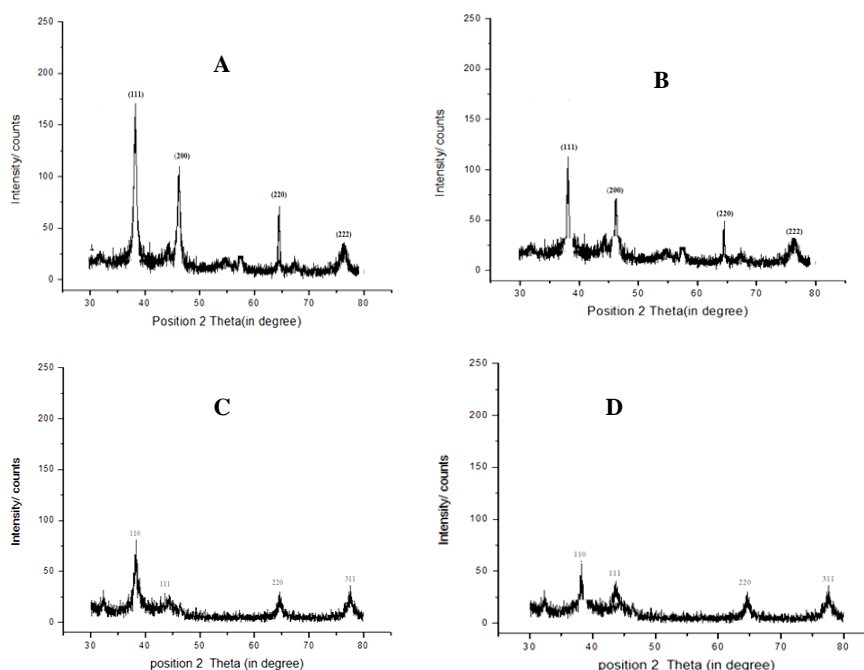 A
250
200
150
100
50
0
Intensity/ counts
(111)
(200)
(220)
(222)
30 40 50 60 70 80
Position 2 Theta(in degree)
B
250
200
150
100
50
0
Intensity/ counts
(111)
(200)
(220)
(222)
30 40 50 60 70 80
Position 2 Theta(in degree)
C
250
200
150
100
50
0
Intensity/ counts
110
111
220
311
30 40 50 60 70 80
position 2 Theta (in degree)
D
250
200
150
100
50
0
Intensity/ counts
110
111
220
311
30 40 50 60 70 80
position 2 Theta (in degree)